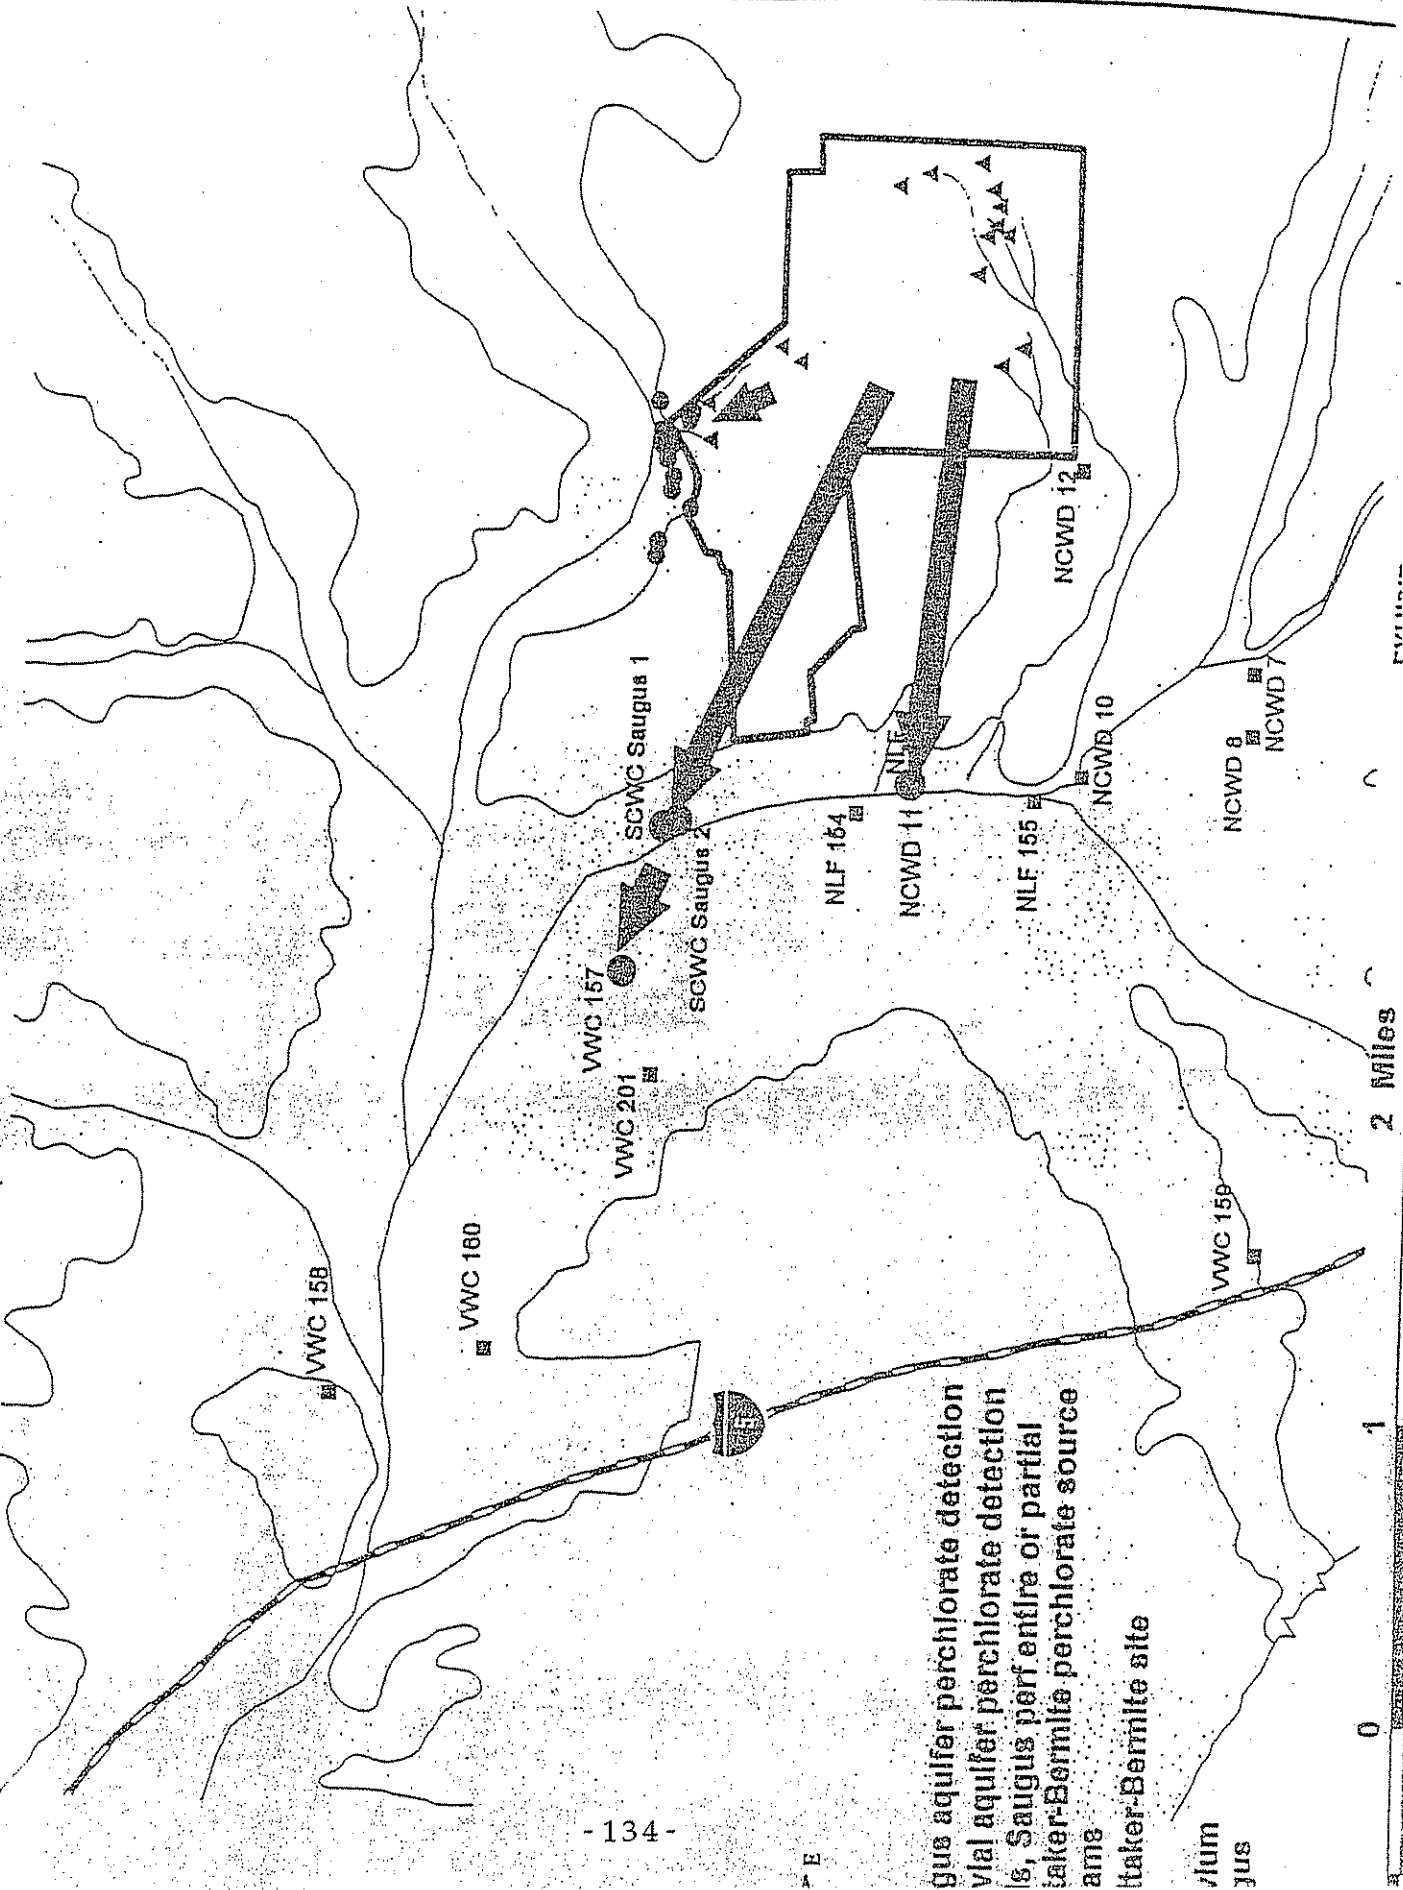 SCWC Saugus 1
SCWC Saugus 2
VWC 157
VWC 201
VWC 160
VWC 158
VWC 159
NLF 154
NLF
NCWD 11
NLF 155
NCWD 10
NCWD 12
NCWD 8
NCWD 7
5
gus aquifer perchlorate detection
vial aquifer perchlorate detection
ls, Saugus perf entire or partial
taker-Bermite perchlorate source
ams
ttaker-Bermite site
vium
gus
0
1
2 Miles
E
-134-